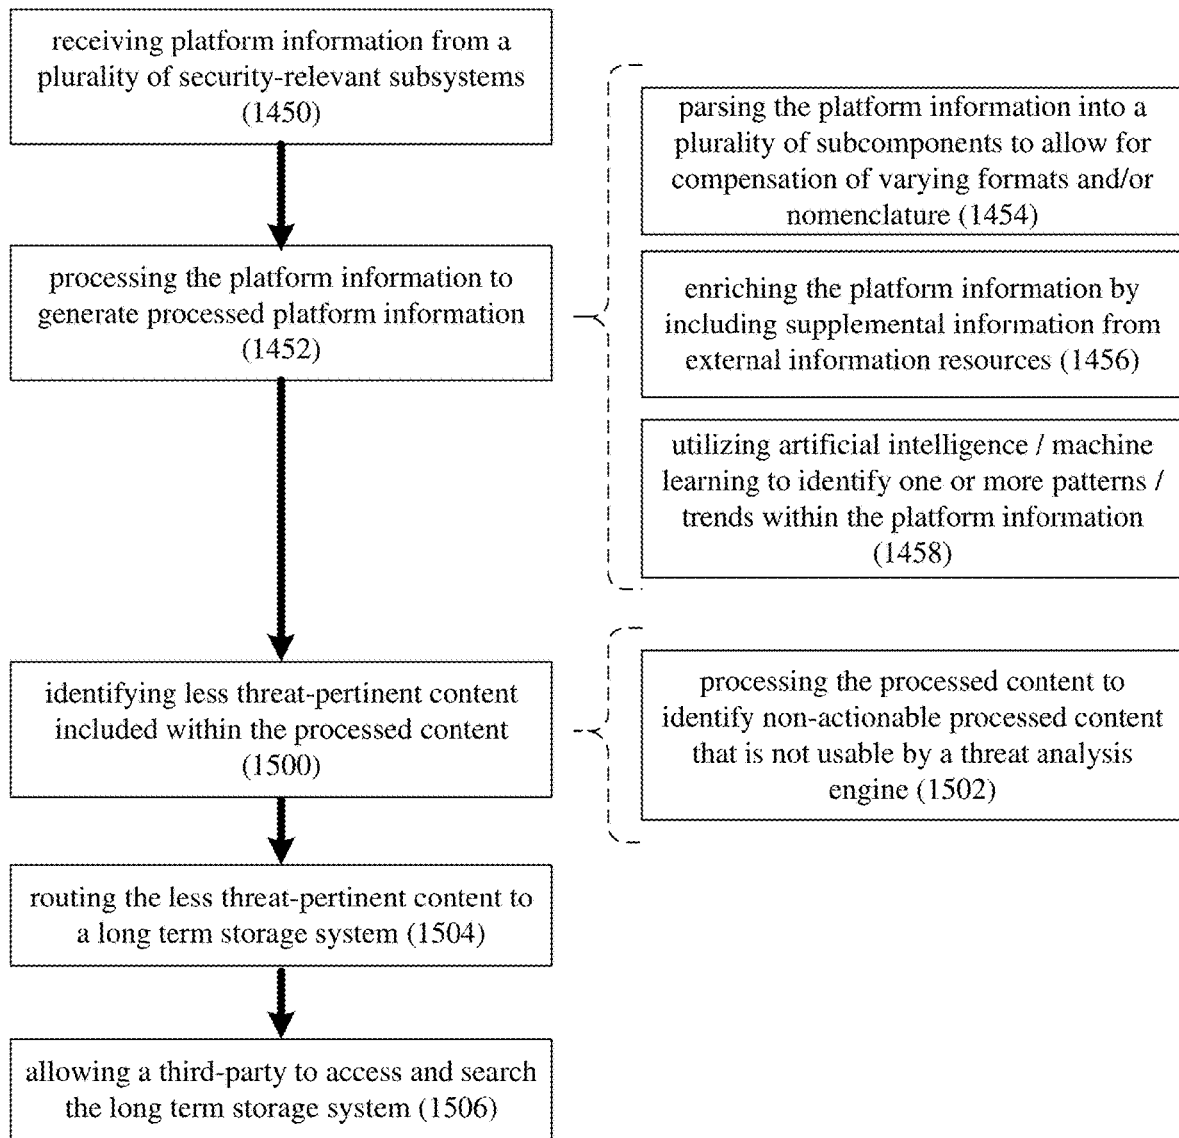 receiving platform information from a
plurality of security-relevant subsystems
(1450)
processing the platform information to
generate processed platform information
(1452)
parsing the platform information into a
plurality of subcomponents to allow for
compensation of varying formats and/or
nomenclature (1454)
enriching the platform information by
including supplemental information from
external information resources (1456)
utilizing artificial intelligence / machine
learning to identify one or more patterns /
trends within the platform information
(1458)
identifying less threat-pertinent content
included within the processed content
(1500)
processing the processed content to
identify non-actionable processed content
that is not usable by a threat analysis
engine (1502)
routing the less threat-pertinent content to
a long term storage system (1504)
allowing a third-party to access and search
the long term storage system (1506)